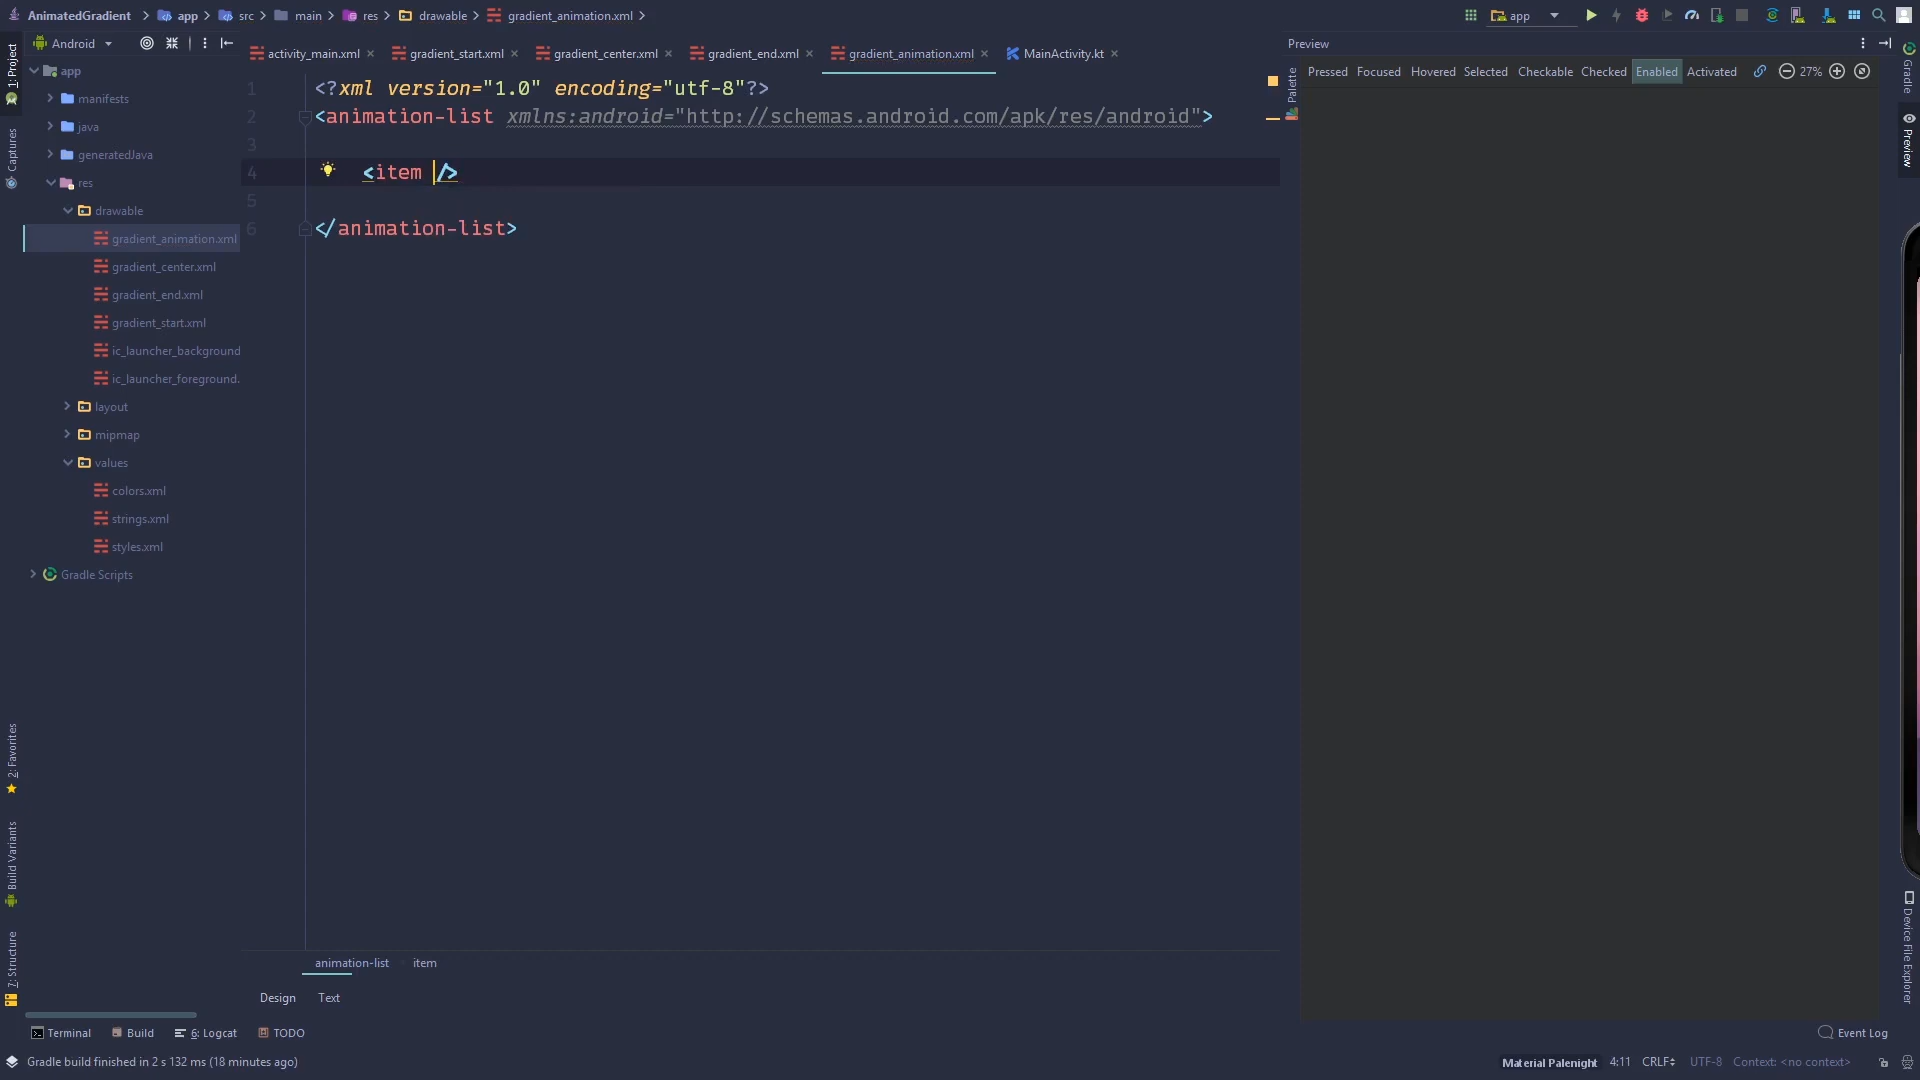 AnimatedGradient app src main res drawable gradient_animation.xml app
Android
activity_main.xml gradient_start.xml gradient_center.xml gradient_end.xml gradient_animation.xml MainActivity.kt
Preview
Pressed Focused Hovered Selected Checkable Checked Enabled Activated 27%
1: Project
Captures
2: Favorites
Build Variants
7: Structure
app
manifests
java
generatedJava
res
drawable
gradient_animation.xml
gradient_center.xml
gradient_end.xml
gradient_start.xml
ic_launcher_background
ic_launcher_foreground.
layout
mipmap
values
colors.xml
strings.xml
styles.xml
Gradle Scripts
1 <?xml version="1.0" encoding="utf-8"?>
2 <animation-list xmlns:android="http://schemas.android.com/apk/res/android">
3
4 <item />
5
6 </animation-list>
Palette
Gradle
Preview
Device File Explorer
animation-list item
Design Text
Terminal Build 6: Logcat TODO Event Log
Gradle build finished in 2 s 132 ms (18 minutes ago) Material Palenight 4:11 CRLF UTF-8 Context: <no context>